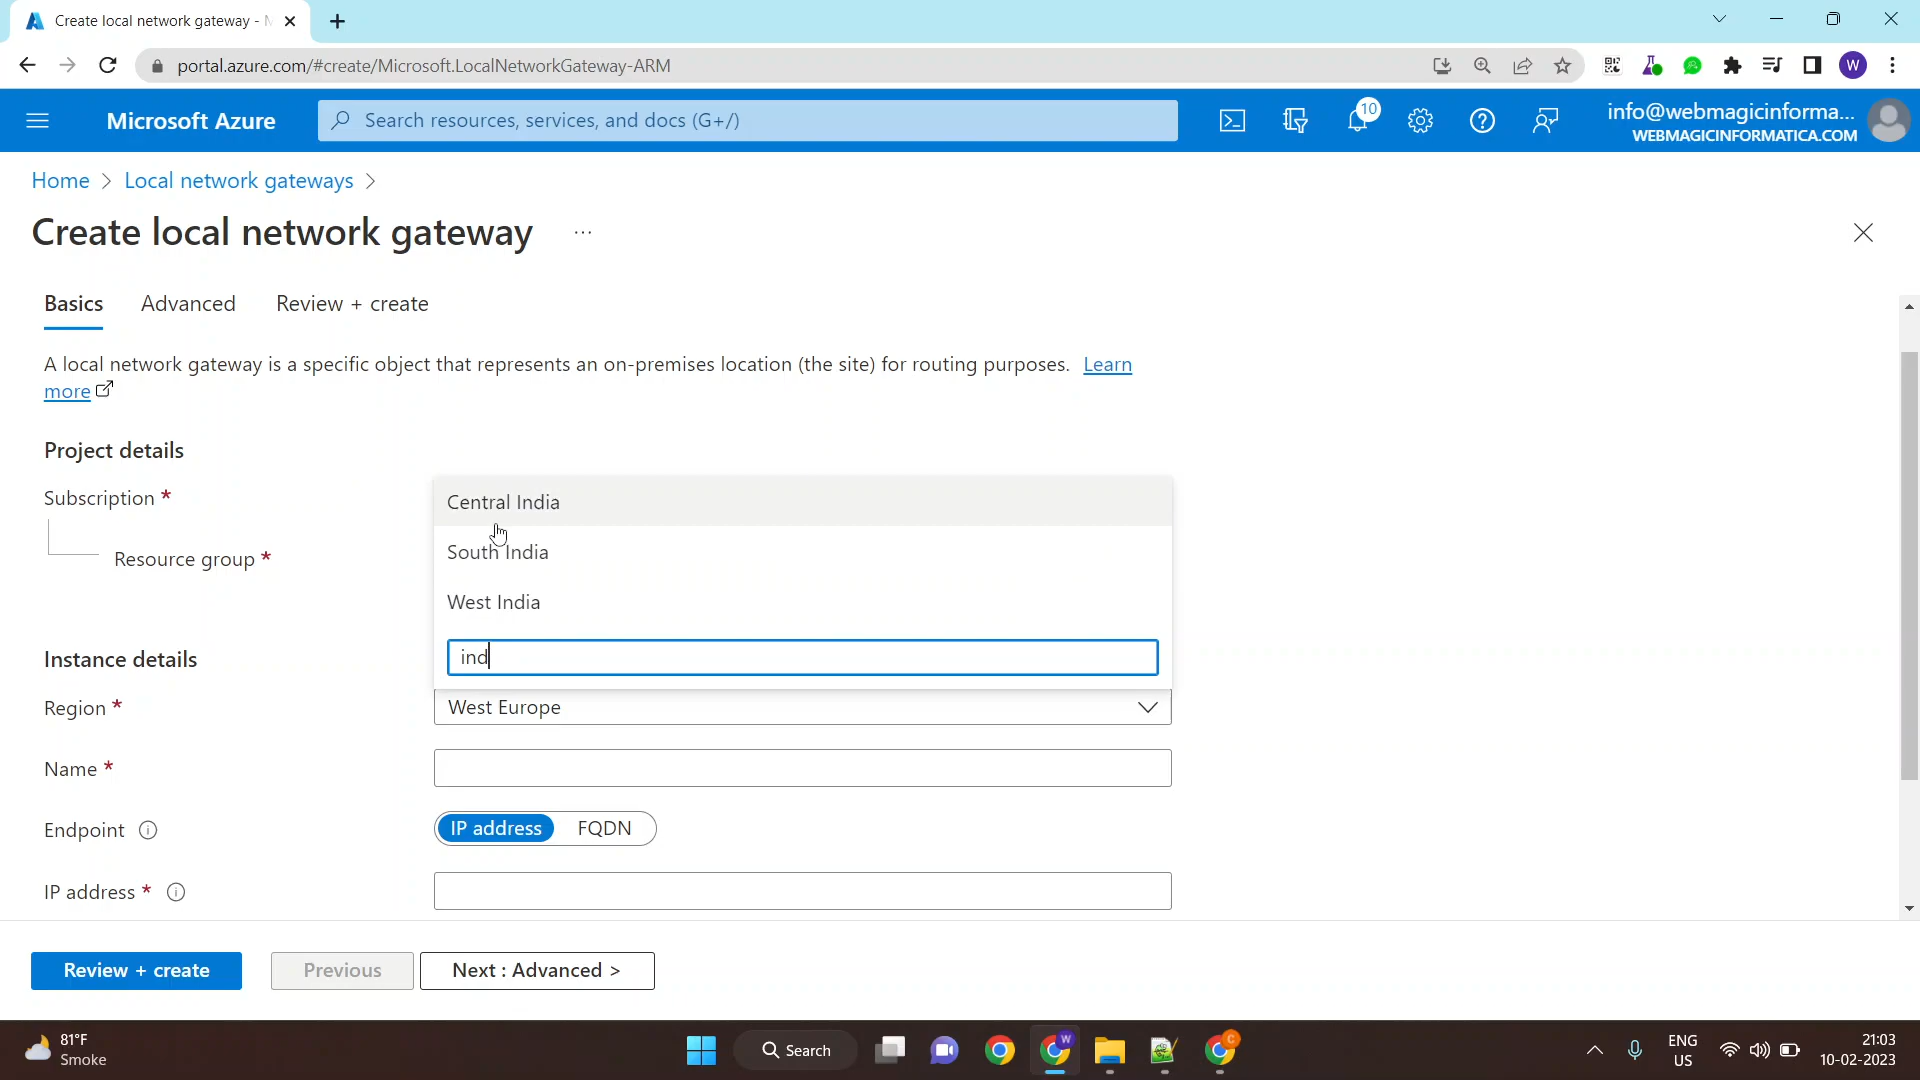 Create local network gateway - M
portal.azure.com/#create/Microsoft.LocalNetworkGateway-ARM
W
Microsoft Azure
Search resources, services, and docs (G+/)
10
info@webmagicinforma...
WEBMAGICINFORMATICA.COM
Home > Local network gateways >
Create local network gateway ...
Basics Advanced Review + create
A local network gateway is a specific object that represents an on-premises location (the site) for routing purposes. Learn
more
Project details
Subscription *
Central India
South India
Resource group *
West India
ind
Instance details
Region *
West Europe
Name *
Endpoint
IP address FQDN
IP address *
Review + create Previous Next : Advanced >
81°F
Smoke
Search
W
C
ENG
US
21:03
10-02-2023